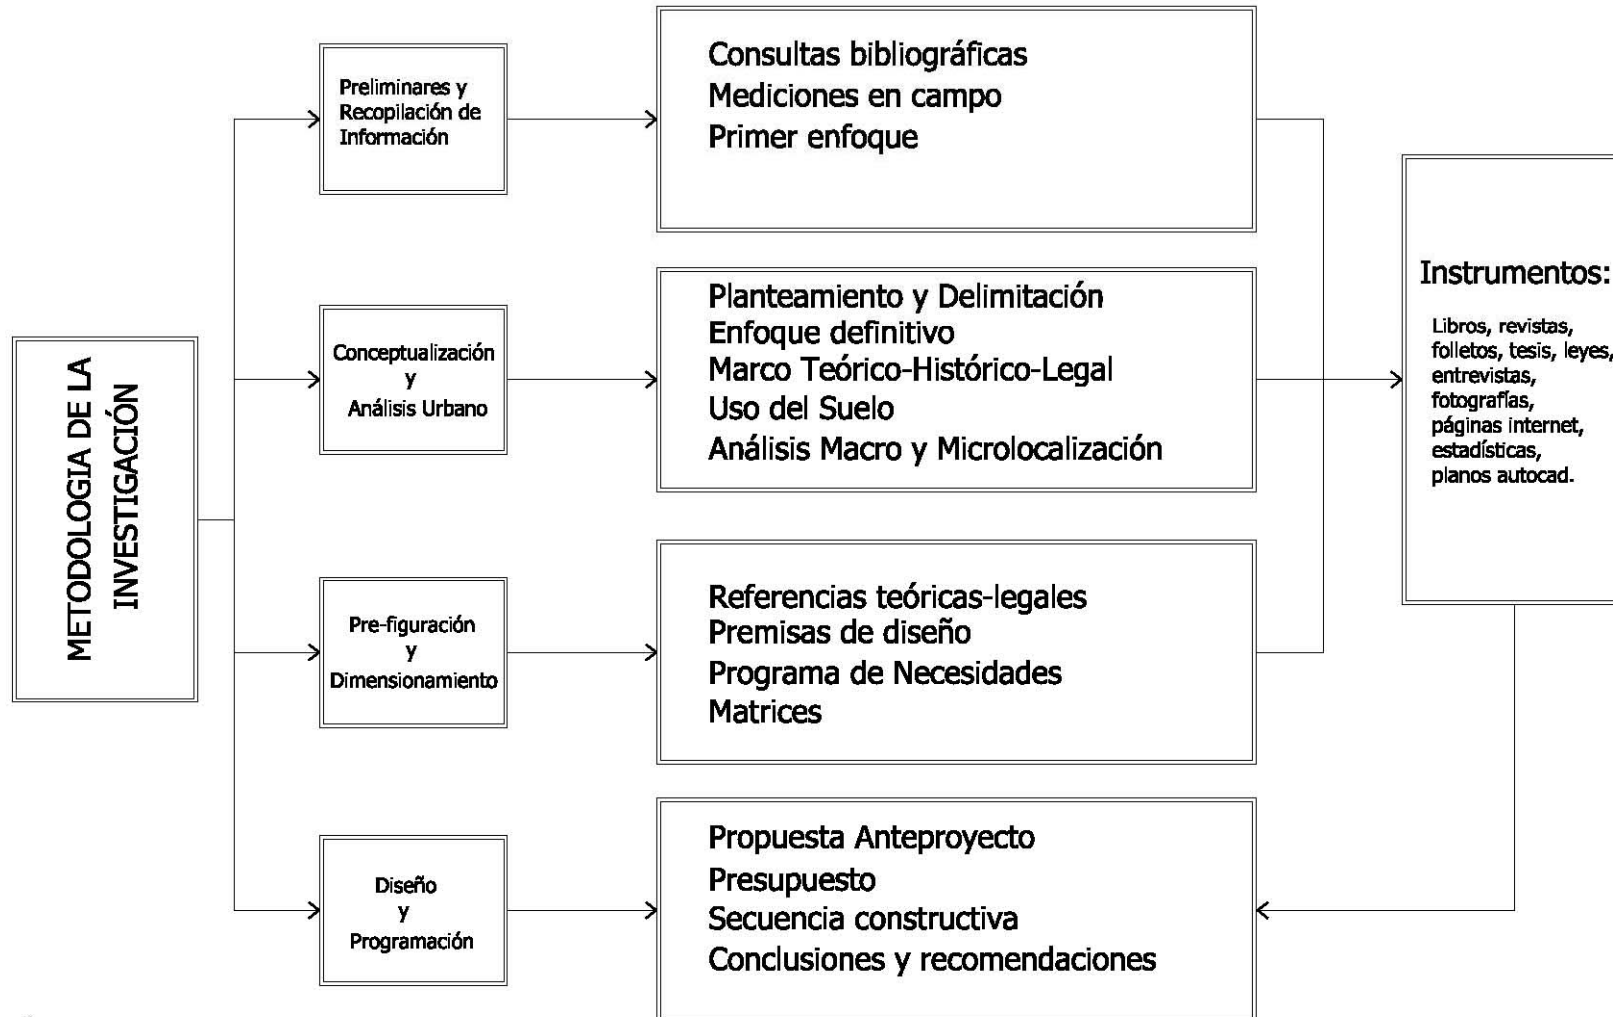 METODOLOGIA DE LA
INVESTIGACIÓN
Preliminares y
Recopilación de
Información
Consultas bibliográficas
Mediciones en campo
Primer enfoque
Conceptualización
y
Análisis Urbano
Planteamiento y Delimitación
Enfoque definitivo
Marco Teórico-Histórico-Legal
Uso del Suelo
Análisis Macro y Microlocalización
Pre-figuración
y
Dimensionamiento
Referencias teóricas-legales
Premisas de diseño
Programa de Necesidades
Matrices
Diseño
y
Programación
Propuesta Anteproyecto
Presupuesto
Secuencia constructiva
Conclusiones y recomendaciones
Instrumentos:
Libros, revistas,
folletos, tesis, leyes,
entrevistas,
fotografías,
páginas internet,
estadísticas,
planos autocad.